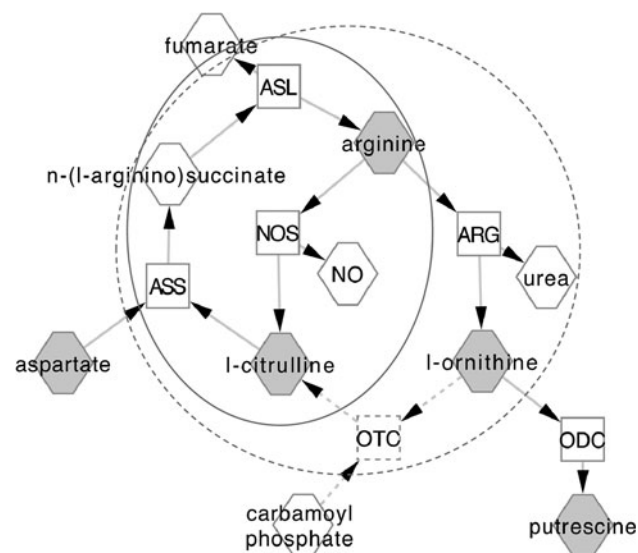 fumarate
ASL
arginine
n-(l-arginino)succinate
NOS
ARG
NO
urea
ASS
aspartate
l-citrulline
l-ornithine
OTC
ODC
carbamoyl
phosphate
putrescine